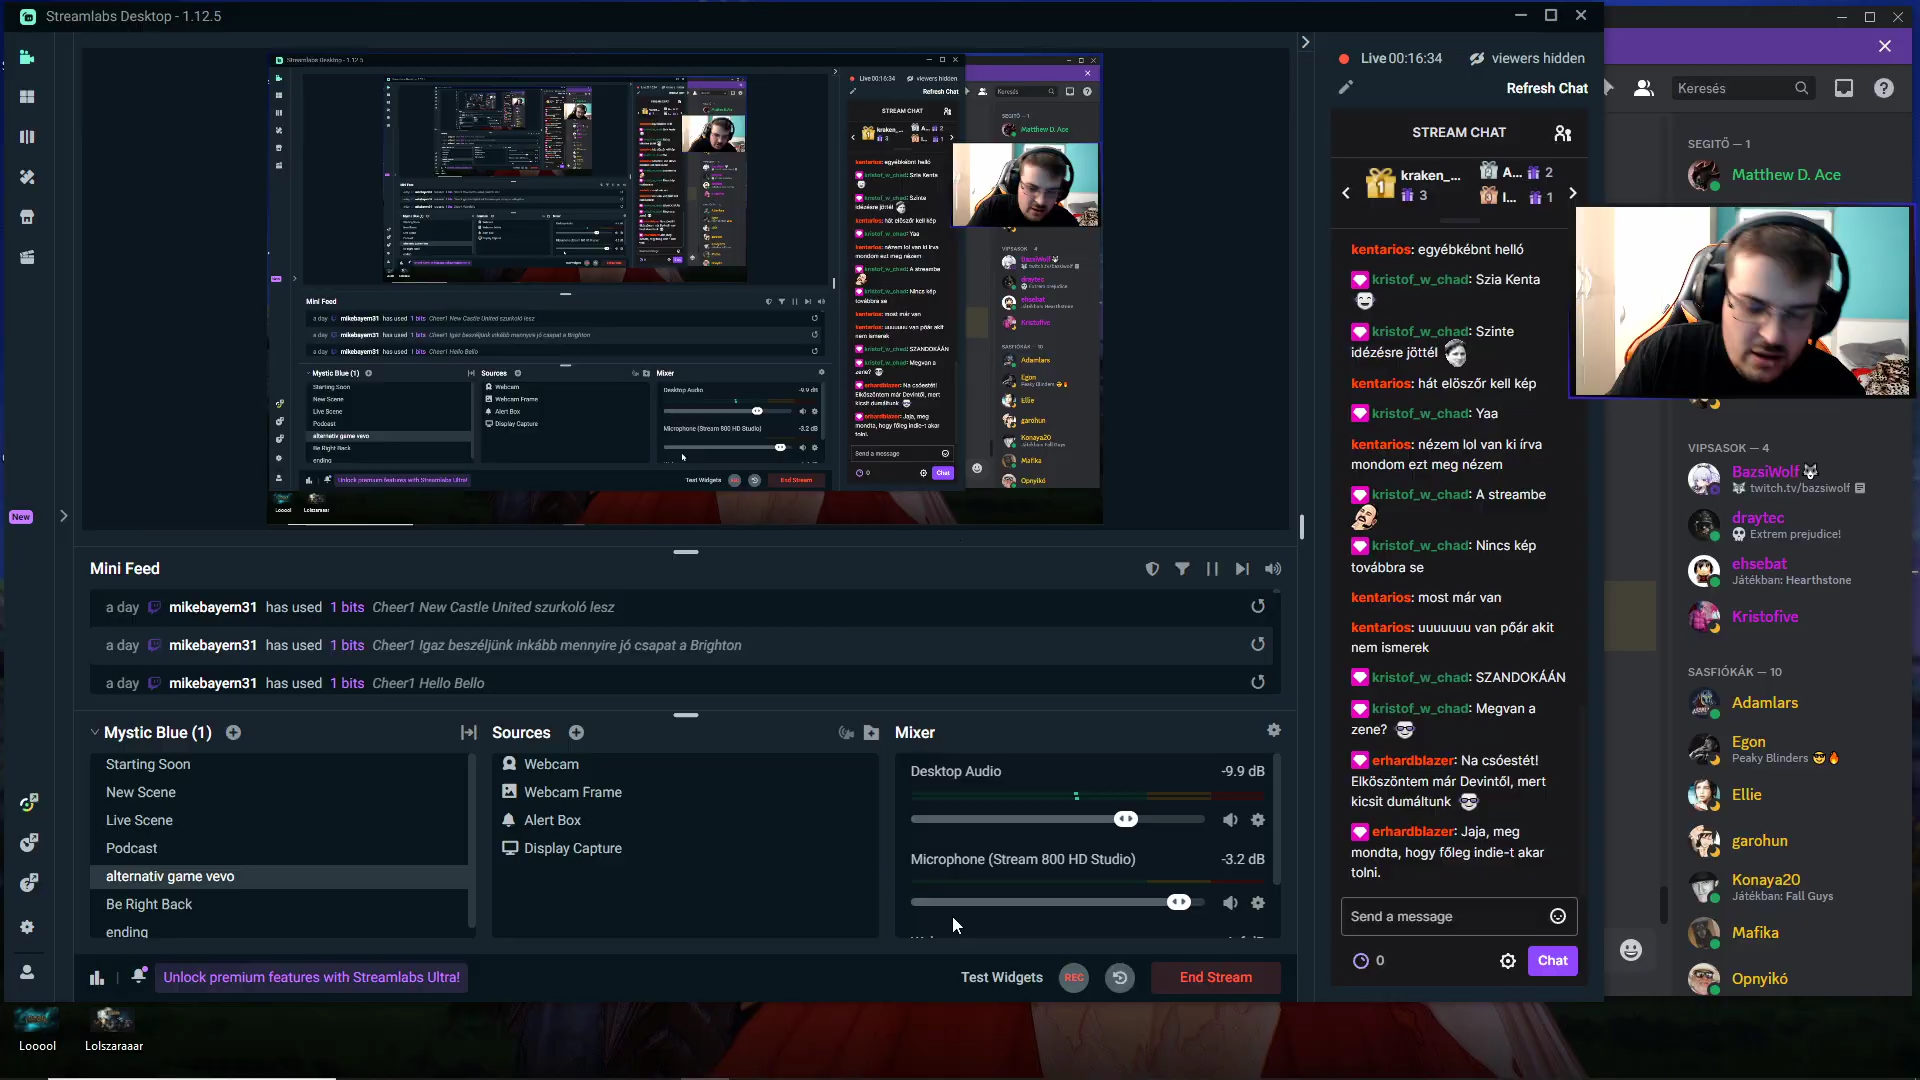 Streamlabs Desktop - 1.12.5
Live 00:16:34
viewers hidden
Refresh Chat
Keresés
STREAM CHAT
kraken_...
3
A...
2
I...
1
kentarios: egyébkébnt helló
kristof_w_chad: Szia Kenta
kristof_w_chad: Szinte
idézésre jöttél
kentarios: hát elöszőr kell kép
kristof_w_chad: Yaa
kentarios: nézem lol van ki írva
mondom ezt meg nézem
kristof_w_chad: A streambe
kristof_w_chad: Nincs kép
továbbra se
kentarios: most már van
kentarios: uuuuuuu van pőár akit
nem ismerek
kristof_w_chad: SZANDOKÁÁN
kristof_w_chad: Megvan a
zene?
erhardblazer: Na csóestét!
Elköszöntem már Devintől, mert
kicsit dumáltunk
erhardblazer: Jaja, meg
mondta, hogy főleg indie-t akar
tolni.
Send a message
0
Chat
SEGITŐ — 1
Matthew D. Ace
VIPSASOK — 4
BazsiWolf
twitch.tv/bazsiwolf
draytec
Extrem prejudice!
ehsebat
Játékban: Hearthstone
Kristofive
SASFIÓKÁK — 10
Adamlars
Egon
Peaky Blinders
Ellie
garohun
Konaya20
Játékban: Fall Guys
Mafika
Opnyikó
New
Mini Feed
a day mikebayern31 has used 1 bits Cheer1 New Castle United szurkoló lesz
a day mikebayern31 has used 1 bits Cheer1 Igaz beszéljünk inkább mennyire jó csapat a Brighton
a day mikebayern31 has used 1 bits Cheer1 Hello Bello
Mystic Blue (1)
Starting Soon
New Scene
Live Scene
Podcast
alternativ game vevo
Be Right Back
ending
Sources
Webcam
Webcam Frame
Alert Box
Display Capture
Mixer
Desktop Audio
-9.9 dB
Microphone (Stream 800 HD Studio)
-3.2 dB
Unlock premium features with Streamlabs Ultra!
Test Widgets
REC
End Stream
Looool
Lolszaraaar